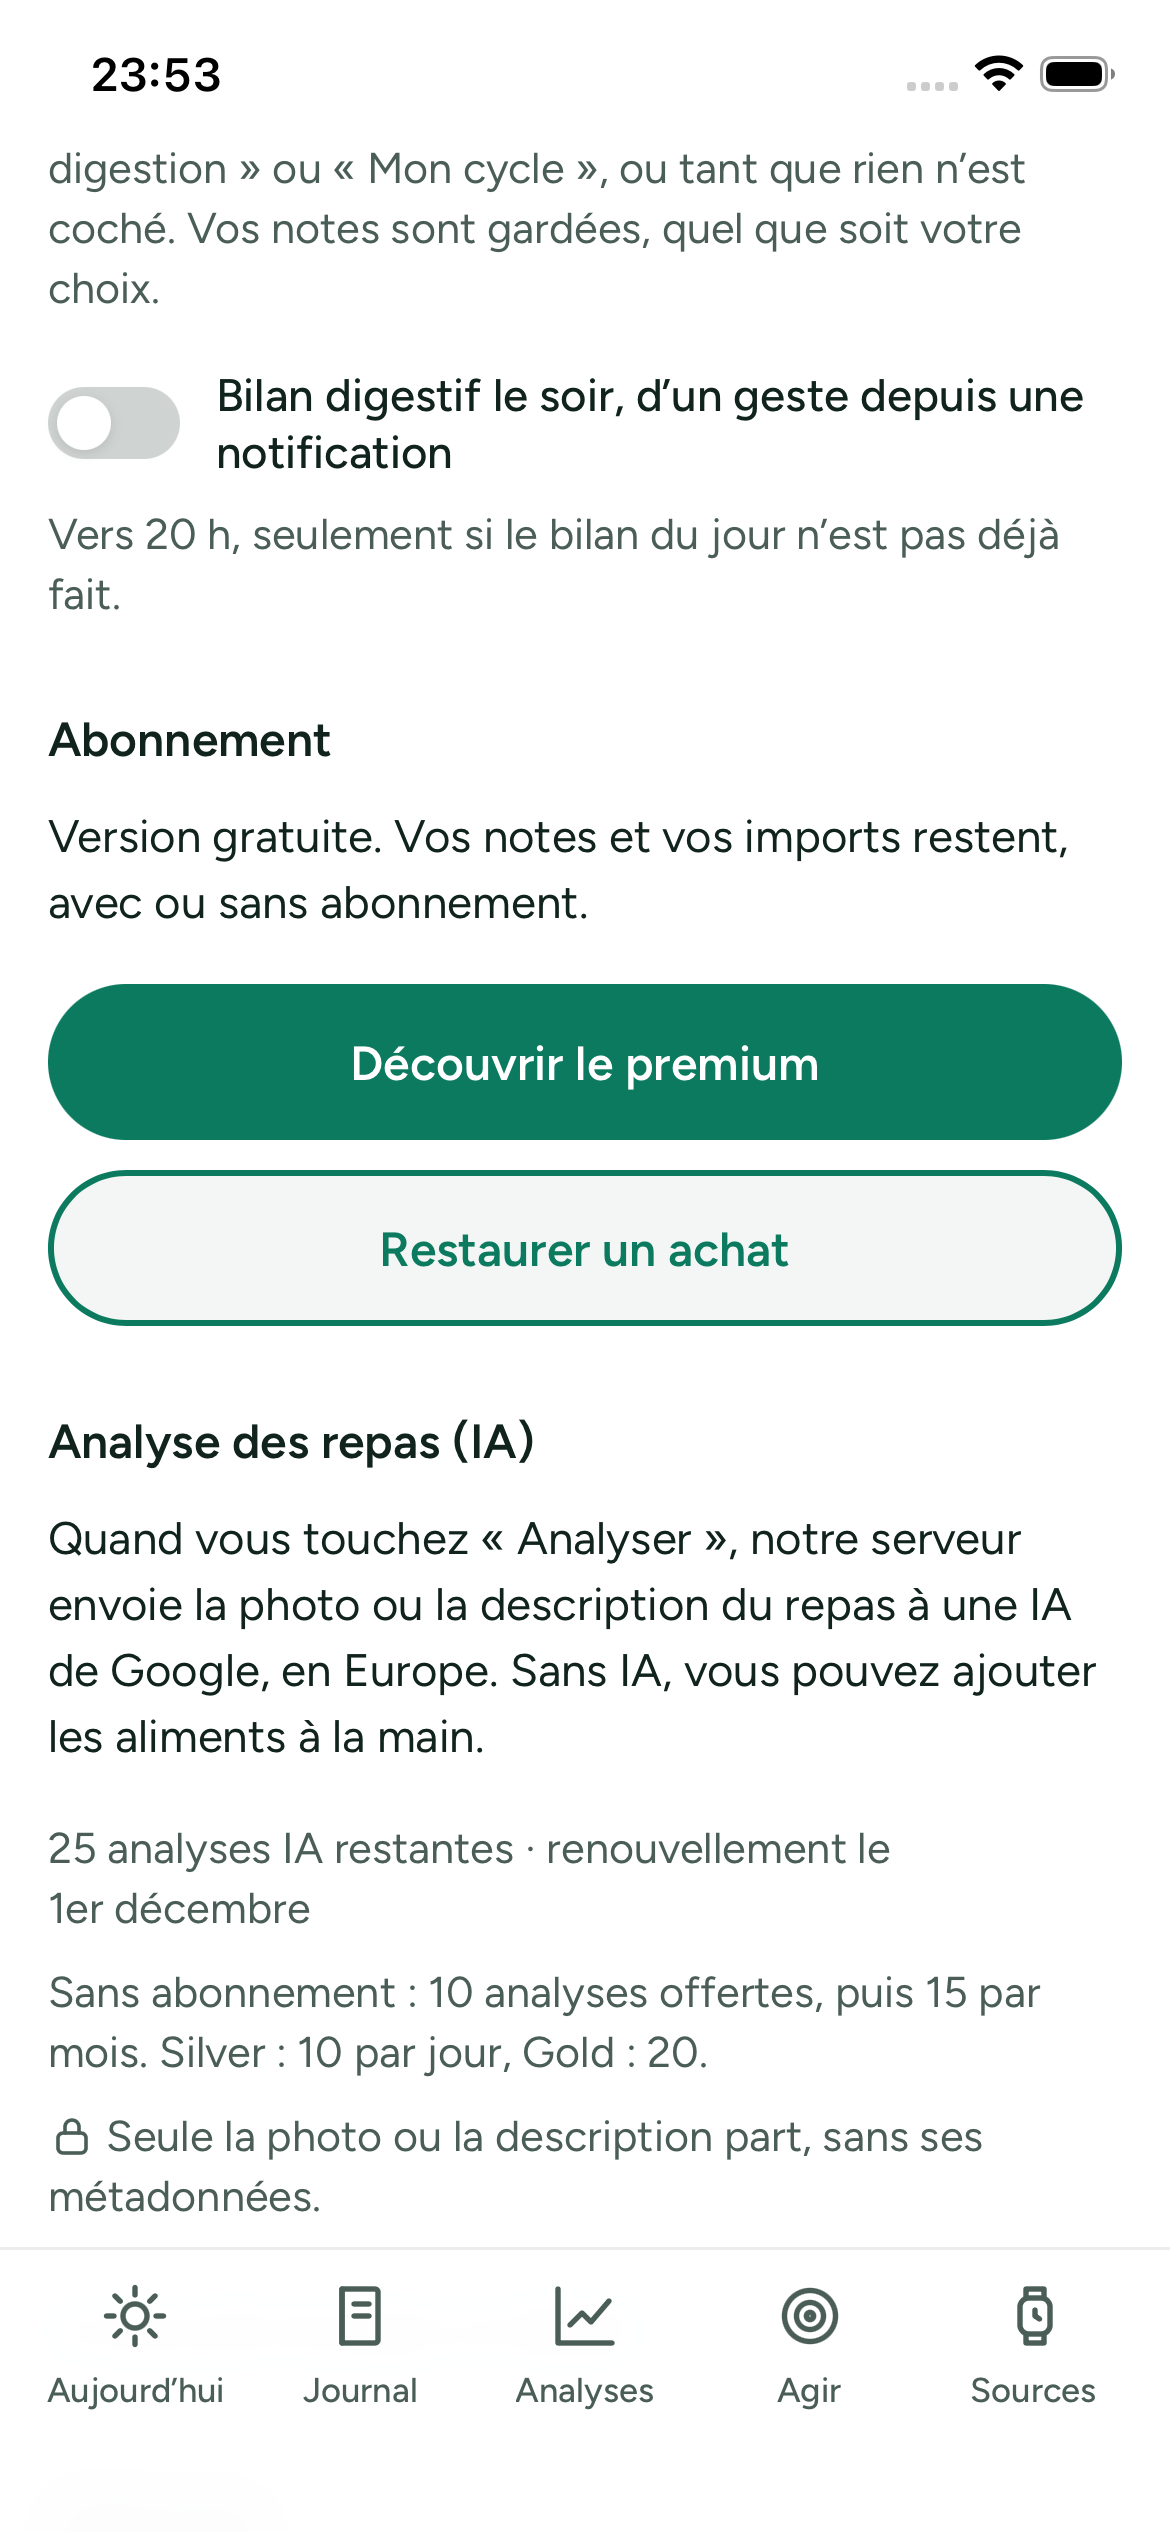 23:53
digestion » ou « Mon cycle », ou tant que rien n’est
coché. Vos notes sont gardées, quel que soit votre
choix.
Bilan digestif le soir, d’un geste depuis une
notification
Vers 20 h, seulement si le bilan du jour n’est pas déjà
fait.
Abonnement
Version gratuite. Vos notes et vos imports restent,
avec ou sans abonnement.
Découvrir le premium
Restaurer un achat
Analyse des repas (IA)
Quand vous touchez « Analyser », notre serveur
envoie la photo ou la description du repas à une IA
de Google, en Europe. Sans IA, vous pouvez ajouter
les aliments à la main.
25 analyses IA restantes · renouvellement le
1er décembre
Sans abonnement : 10 analyses offertes, puis 15 par
mois. Silver : 10 par jour, Gold : 20.
Seule la photo ou la description part, sans ses
métadonnées.
Aujourd’hui
Journal
Analyses
Agir
Sources